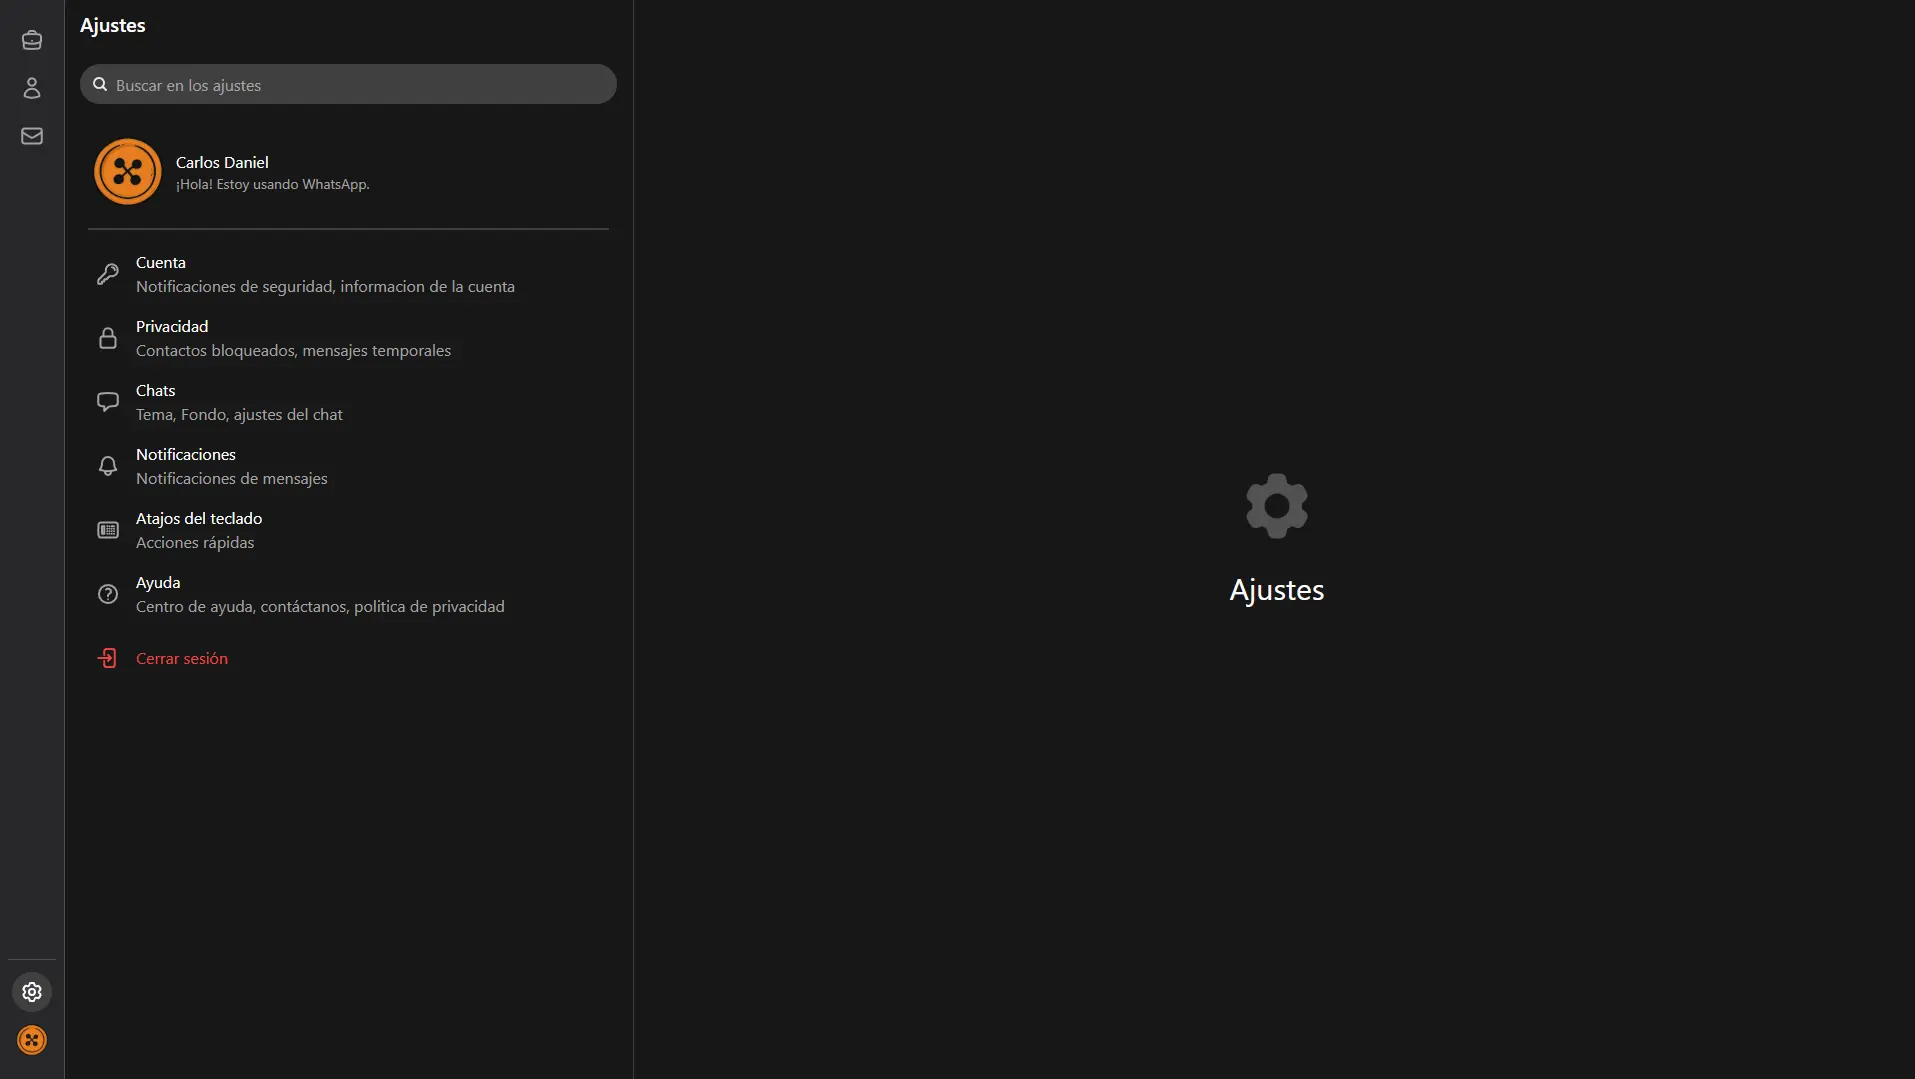 Ajustes
Buscar en los ajustes
Carlos Daniel
¡Hola! Estoy usando WhatsApp.
Cuenta
Notificaciones de seguridad, informacion de la cuenta
Privacidad
Contactos bloqueados, mensajes temporales
Chats
Tema, Fondo, ajustes del chat
Notificaciones
Notificaciones de mensajes
Atajos del teclado
Acciones rápidas
Ayuda
Centro de ayuda, contáctanos, politica de privacidad
Cerrar sesión
Ajustes